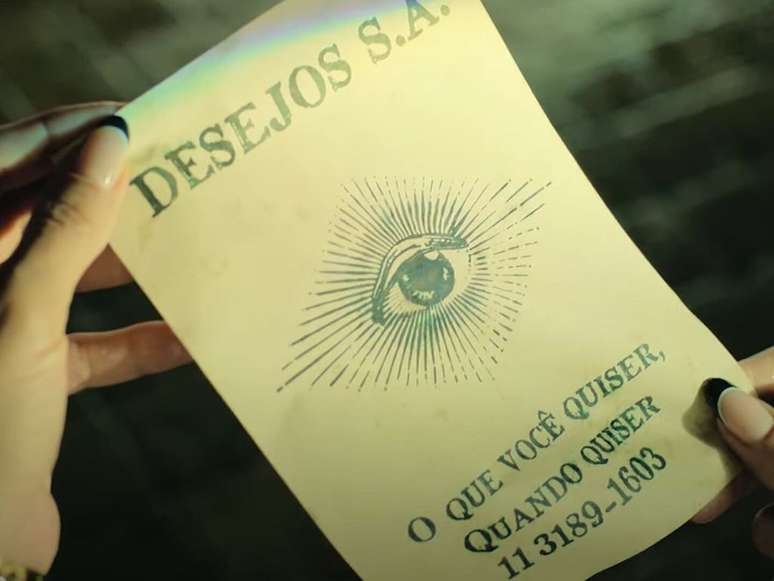 DESEJOS S.A.
O QUE VOCÊ QUISER,
QUANDO QUISER
11 3189-1603